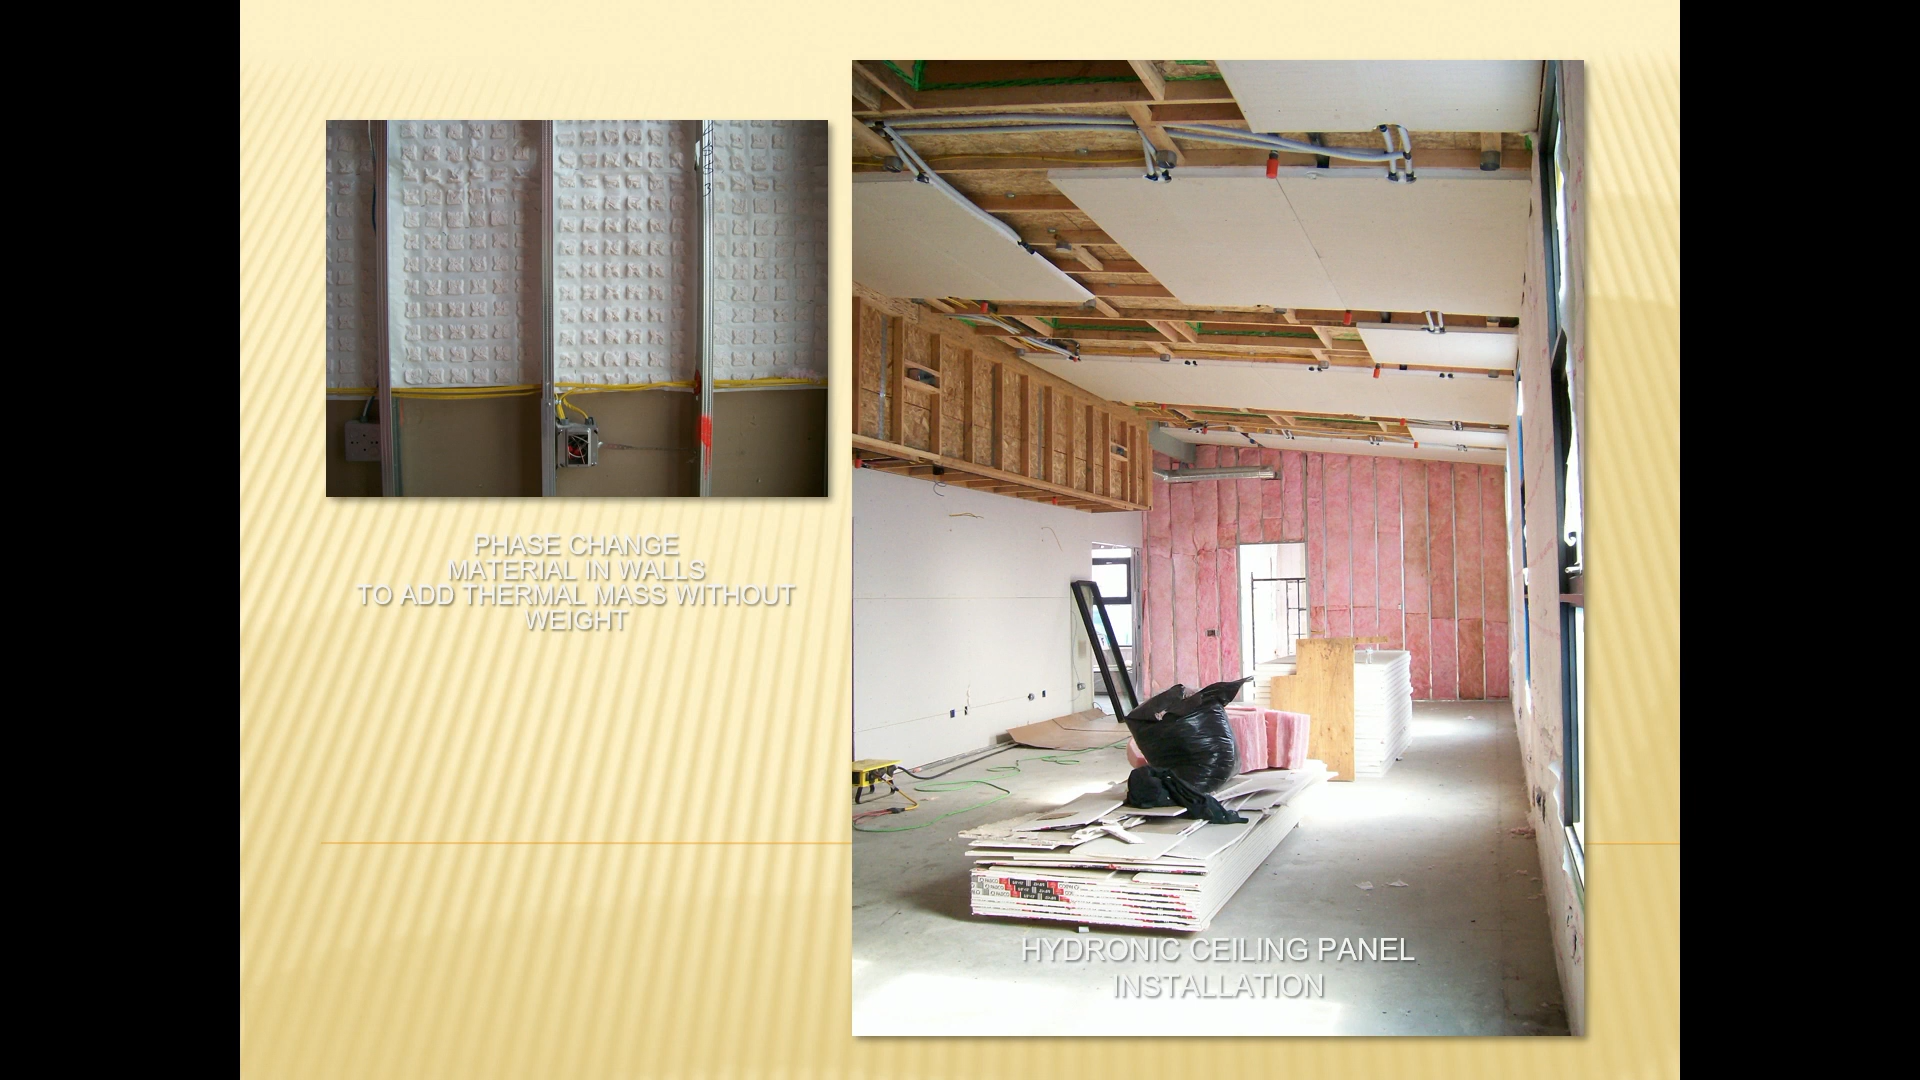 PHASE CHANGE
MATERIAL IN WALLS
TO ADD THERMAL MASS WITHOUT
WEIGHT
HYDRONIC CEILING PANEL
INSTALLATION